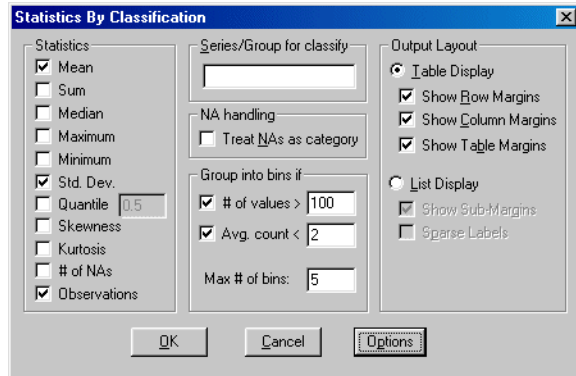 Statistics By Classification
Statistics
Mean
Sum
Median
Maximum
Minimum
Std. Dev.
Quantile 0.5
Skewness
Kurtosis
# of NAs
Observations
Series/Group for classify
NA handling
Treat NAs as category
Group into bins if
# of values > 100
Avg. count < 2
Max # of bins: 5
Output Layout
Table Display
Show Row Margins
Show Column Margins
Show Table Margins
List Display
Show Sub-Margins
Sparse Labels
OK
Cancel
Options